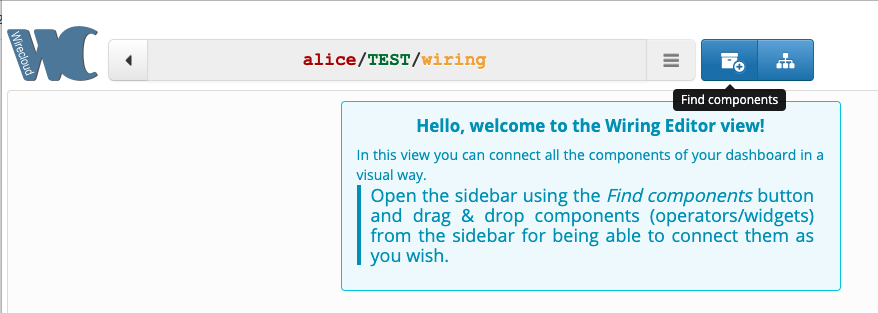 Wirecloud
WC
alice/TEST/wiring
Find components
Hello, welcome to the Wiring Editor view!
In this view you can connect all the components of your dashboard in a
visual way.
Open the sidebar using the Find components button
and drag & drop components (operators/widgets)
from the sidebar for being able to connect them as
you wish.